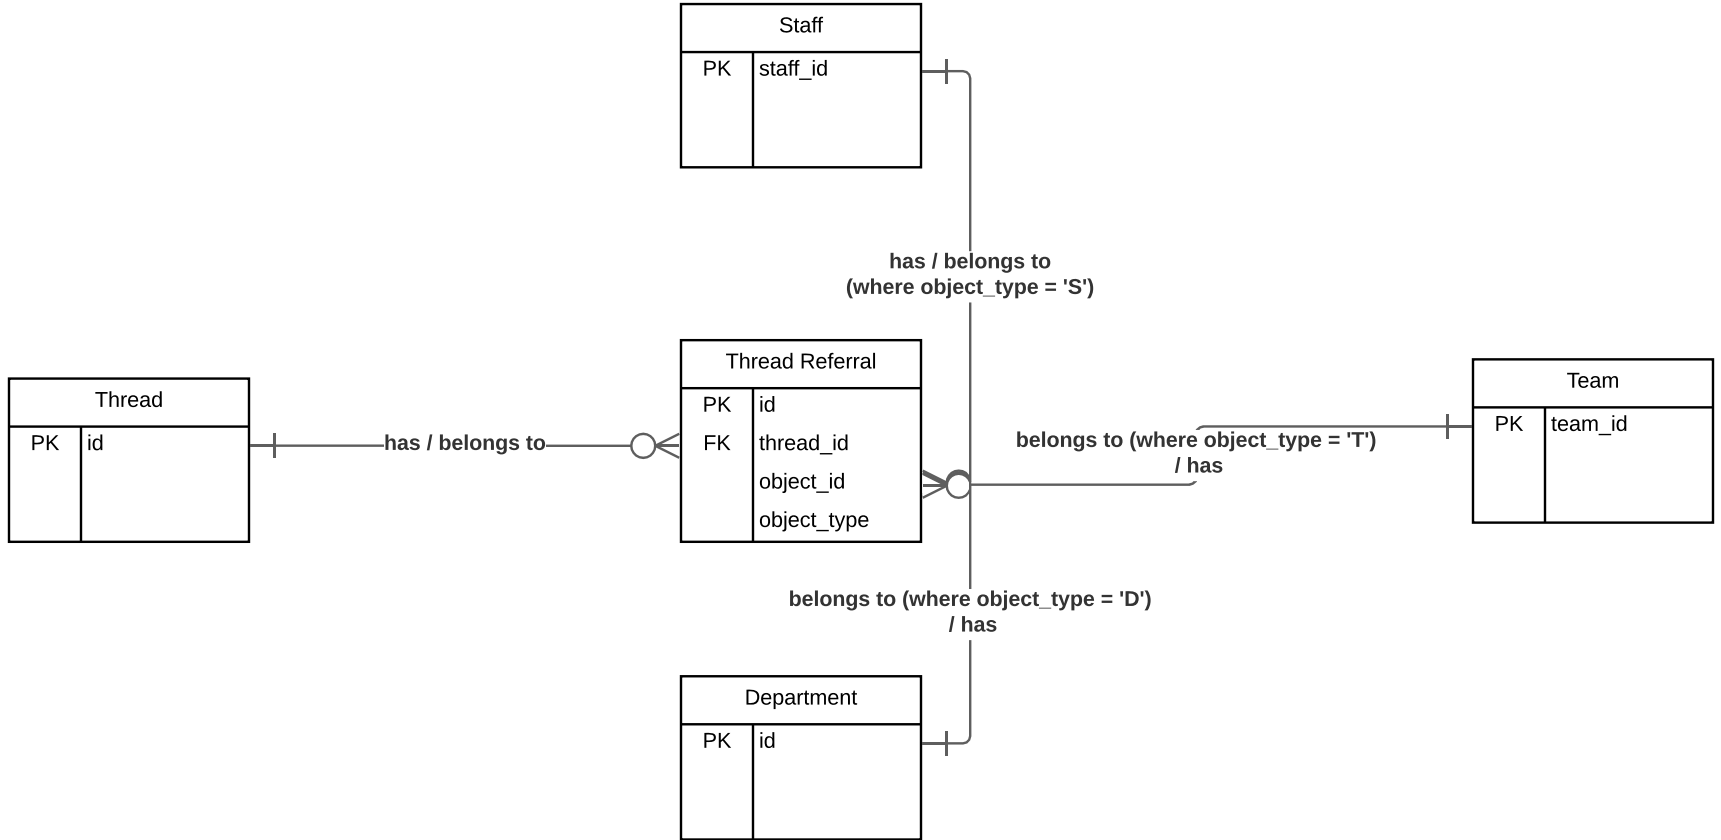 Staff
PK staff_id
has / belongs to
(where object_type = 'S')
Thread
PK id
has / belongs to
Thread Referral
PK id
FK thread_id
object_id
object_type
belongs to (where object_type = 'T')
/ has
Team
PK team_id
belongs to (where object_type = 'D')
/ has
Department
PK id